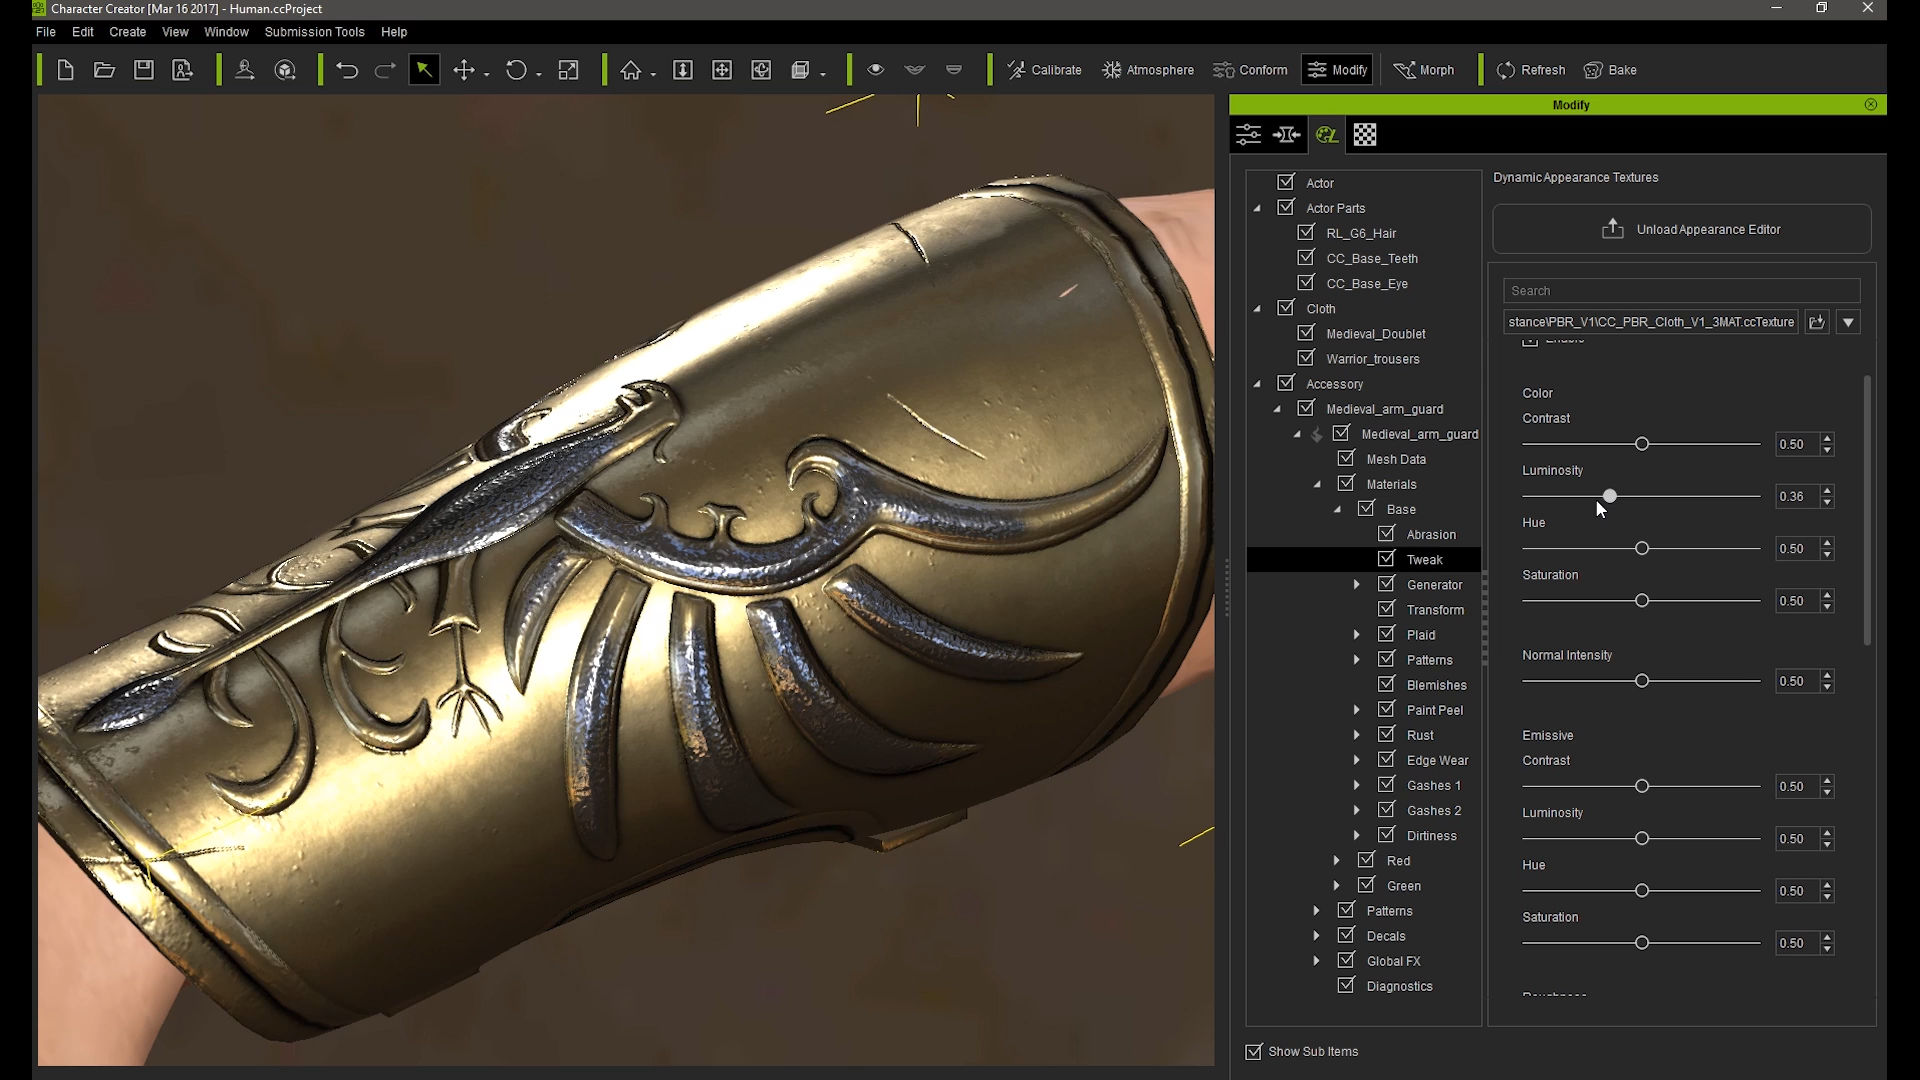 Character Creator [Mar 16 2017] - Human.ccProject
File Edit Create View Window Submission Tools Help
Calibrate Atmosphere Conform Modify Morph Refresh Bake
Modify
Actor
Actor Parts
RL_G6_Hair
CC_Base_Teeth
CC_Base_Eye
Cloth
Medieval_Doublet
Warrior_trousers
Accessory
Medieval_arm_guard
Medieval_arm_guard
Mesh Data
Materials
Base
Abrasion
Tweak
Generator
Transform
Plaid
Patterns
Blemishes
Paint Peel
Rust
Edge Wear
Gashes 1
Gashes 2
Dirtiness
Red
Green
Patterns
Decals
Global FX
Diagnostics
Show Sub Items
Dynamic Appearance Textures
Unload Appearance Editor
Search
stance\PBR_V1\CC_PBR_Cloth_V1_3MAT.ccTexture
Color
Contrast
0.50
Luminosity
0.36
Hue
0.50
Saturation
0.50
Normal Intensity
0.50
Emissive
Contrast
0.50
Luminosity
0.50
Hue
0.50
Saturation
0.50